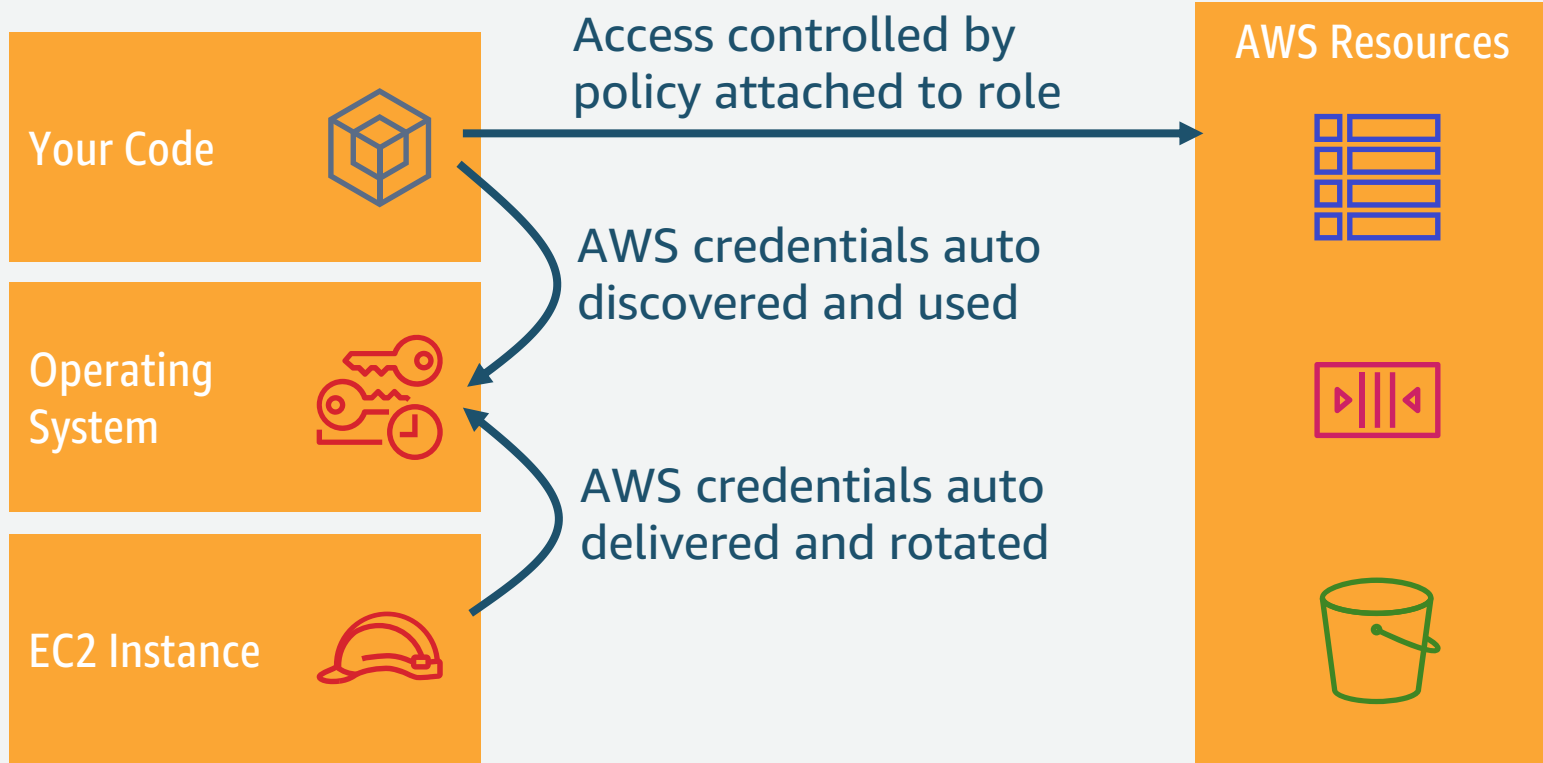 Access controlled by
policy attached to role
AWS Resources
Your Code
AWS credentials auto
discovered and used
Operating
System
AWS credentials auto
delivered and rotated
EC2 Instance